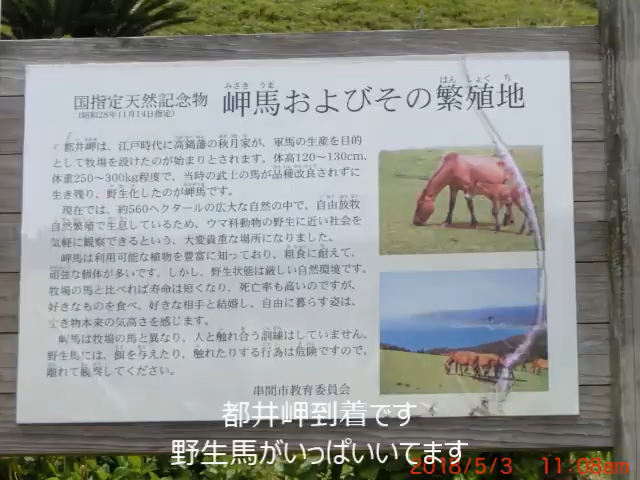 国指定天然記念物 岬馬およびその繁殖地
みさき うま はん しょく ち
(昭和28年11月14日指定)
都井岬は、江戸時代に高鍋藩の秋月家が、軍馬の生産を目的
として牧場を設けたのが始まりとされます。体高120～130cm、
体重250～300kg程度で、当時の武士の馬が品種改良されずに
生き残り、野生化したのが岬馬です。
現在では、約560ヘクタールの広大な自然の中で、自由放牧
自然繁殖で生息しているため、ウマ科動物の野生に近い社会を
気軽に観察できるという、大変貴重な場所になりました。
岬馬は利用可能な植物を豊富に知っており、粗食に耐えて、
頑強な個体が多いです。しかし、野生状態は厳しい自然環境です。
牧場の馬と比べれば寿命は短くなり、死亡率も高いのですが、
好きなものを食べ、好きな相手と結婚し、自由に暮らす姿は、
生き物本来の気高さを感じます。
岬馬は牧場の馬と異なり、人と触れ合う訓練はしていません。
野生馬には、餌を与えたり、触れたりする行為は危険ですので、
離れて観察してください。
串間市教育委員会
都井岬到着です
野生馬がいっぱいいてます
2018/5/3 11:08am